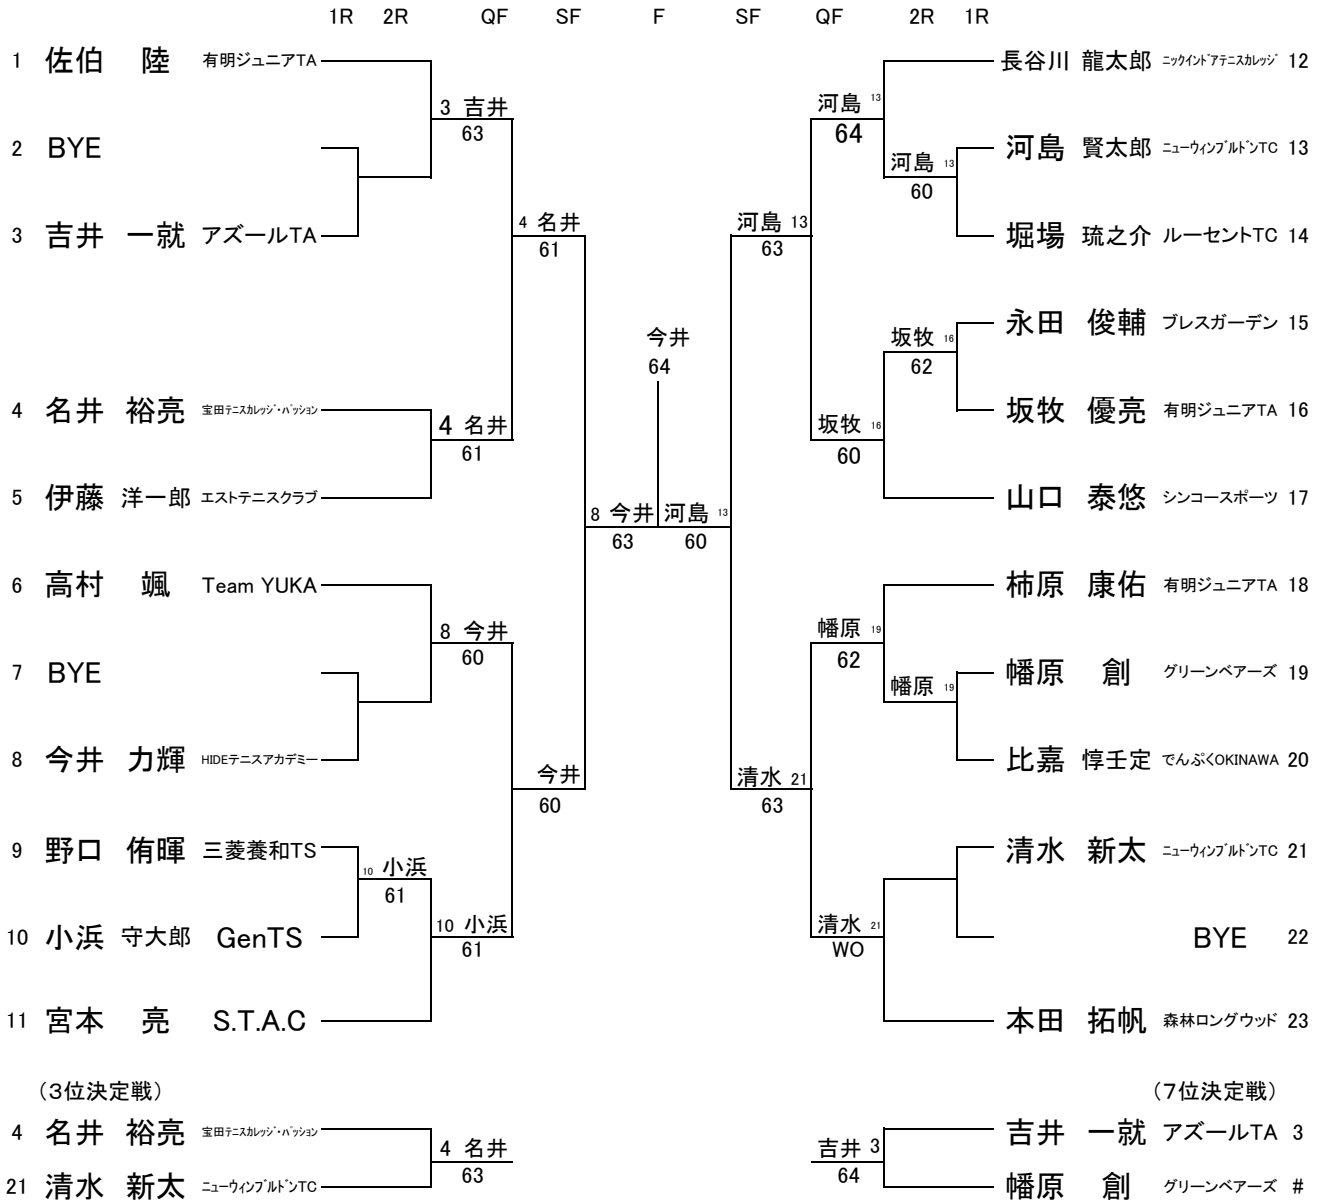 1R 2R QF SF F SF QF 2R 1R
1 佐伯 陸 有明ジュニアTA
長谷川 龍太郎 ニックインドアテニスカレッジ 12
3 吉井
63
河島 13
64
2 BYE
河島 賢太郎 ニューウィンブルドンTC 13
河島 13
60
3 吉井 一就 アズールTA
堀場 琉之介 ルーセントTC 14
4 名井
61
河島 13
63
永田 俊輔 ブレスガーデン 15
今井
64
坂牧 16
62
4 名井 裕亮 宝田テニスカレッジ・パッション
坂牧 優亮 有明ジュニアTA 16
4 名井
61
坂牧 16
60
5 伊藤 洋一郎 エストテニスクラブ
山口 泰悠 シンコースポーツ 17
8 今井 河島 13
63 60
6 高村 颯 Team YUKA
柿原 康佑 有明ジュニアTA 18
8 今井
60
幡原 19
62
7 BYE
幡原 創 グリーンベアーズ 19
幡原 19
8 今井 力輝 HIDEテニスアカデミー
比嘉 惇壬定 でんぷくOKINAWA 20
今井
60
清水 21
63
9 野口 侑暉 三菱養和TS
清水 新太 ニューウィンブルドンTC 21
10 小浜
61
10 小浜 守大郎 GenTS
BYE 22
10 小浜
61
清水 21
WO
11 宮本 亮 S.T.A.C
本田 拓帆 森林ロングウッド 23
（３位決定戦）
（７位決定戦）
4 名井 裕亮 宝田テニスカレッジ・パッション
吉井 一就 アズールTA 3
4 名井
63
吉井 3
64
21 清水 新太 ニューウィンブルドンTC
幡原 創 グリーンベアーズ #